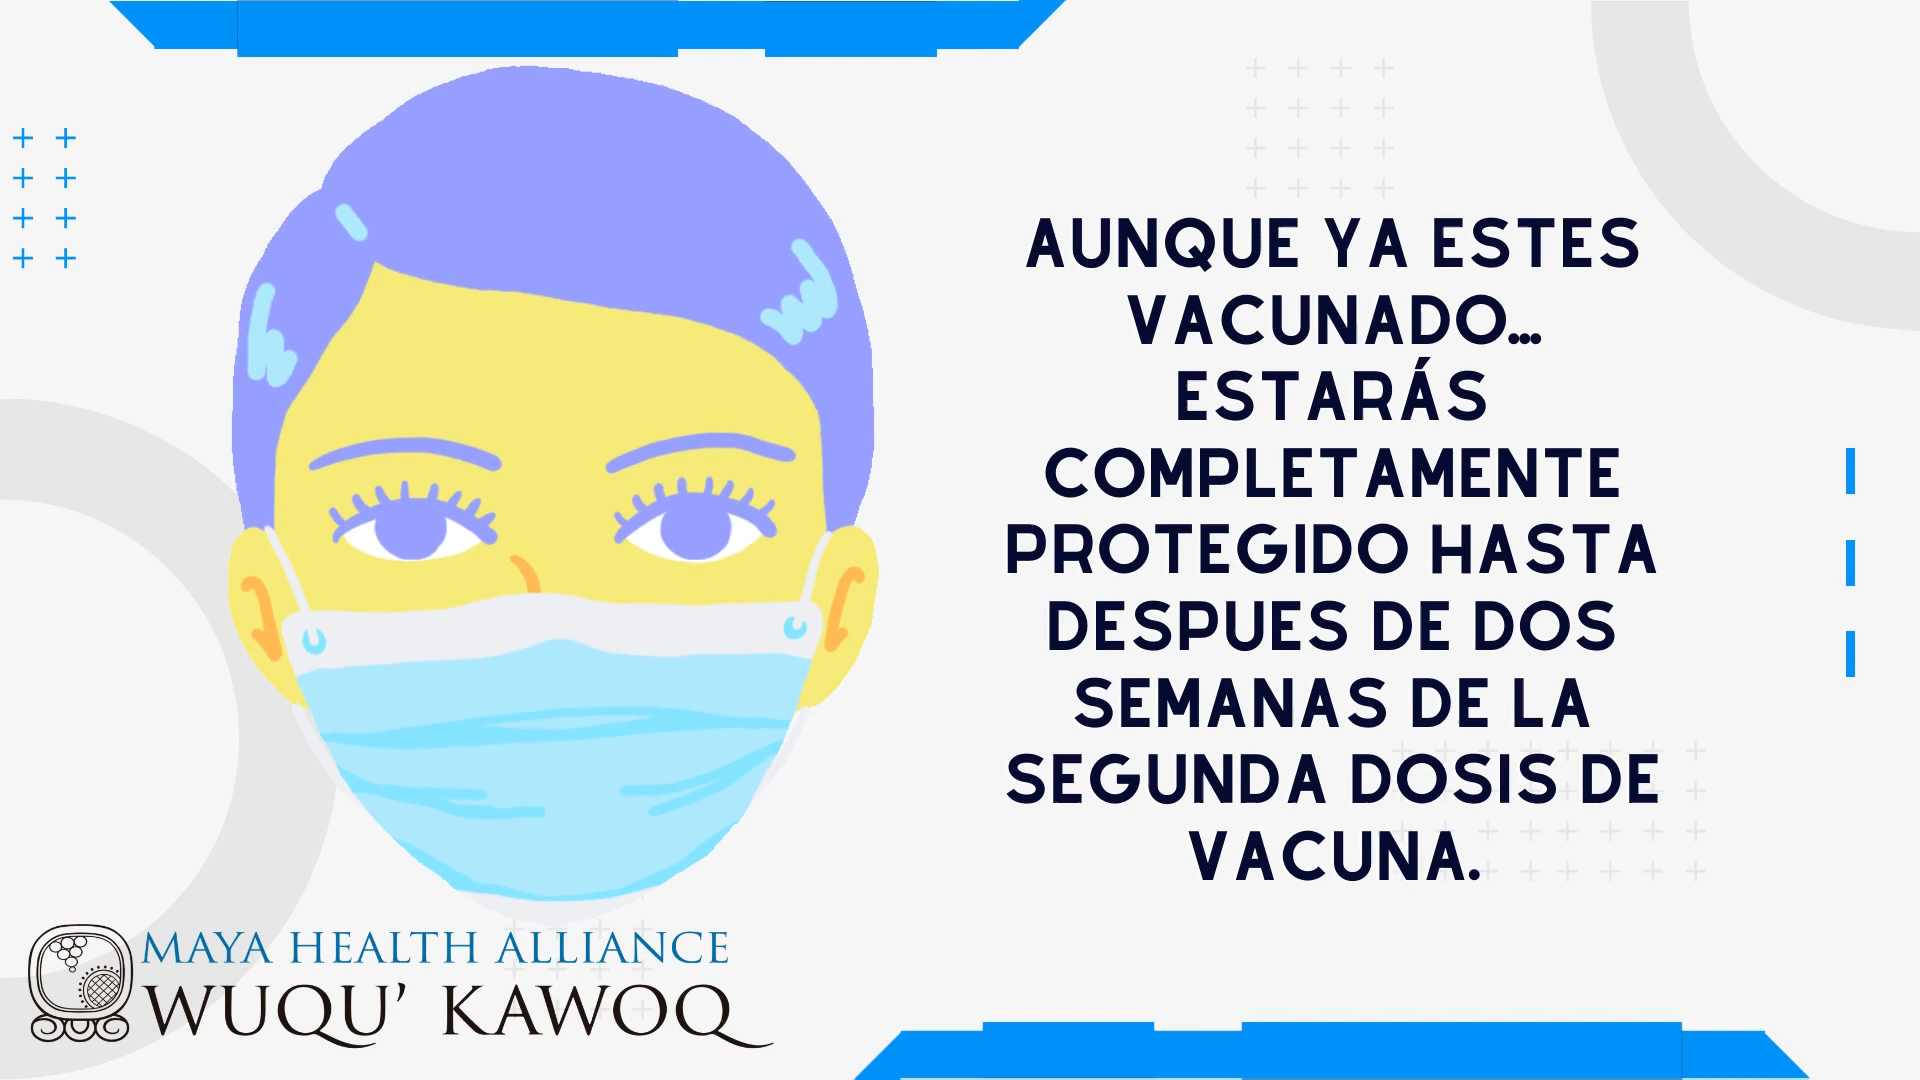 AUNQUE YA ESTES
VACUNADO...
ESTARÁS
COMPLETAMENTE
PROTEGIDO HASTA
DESPUES DE DOS
SEMANAS DE LA
SEGUNDA DOSIS DE
VACUNA.
MAYA HEALTH ALLIANCE
WUQU’ KAWOQ